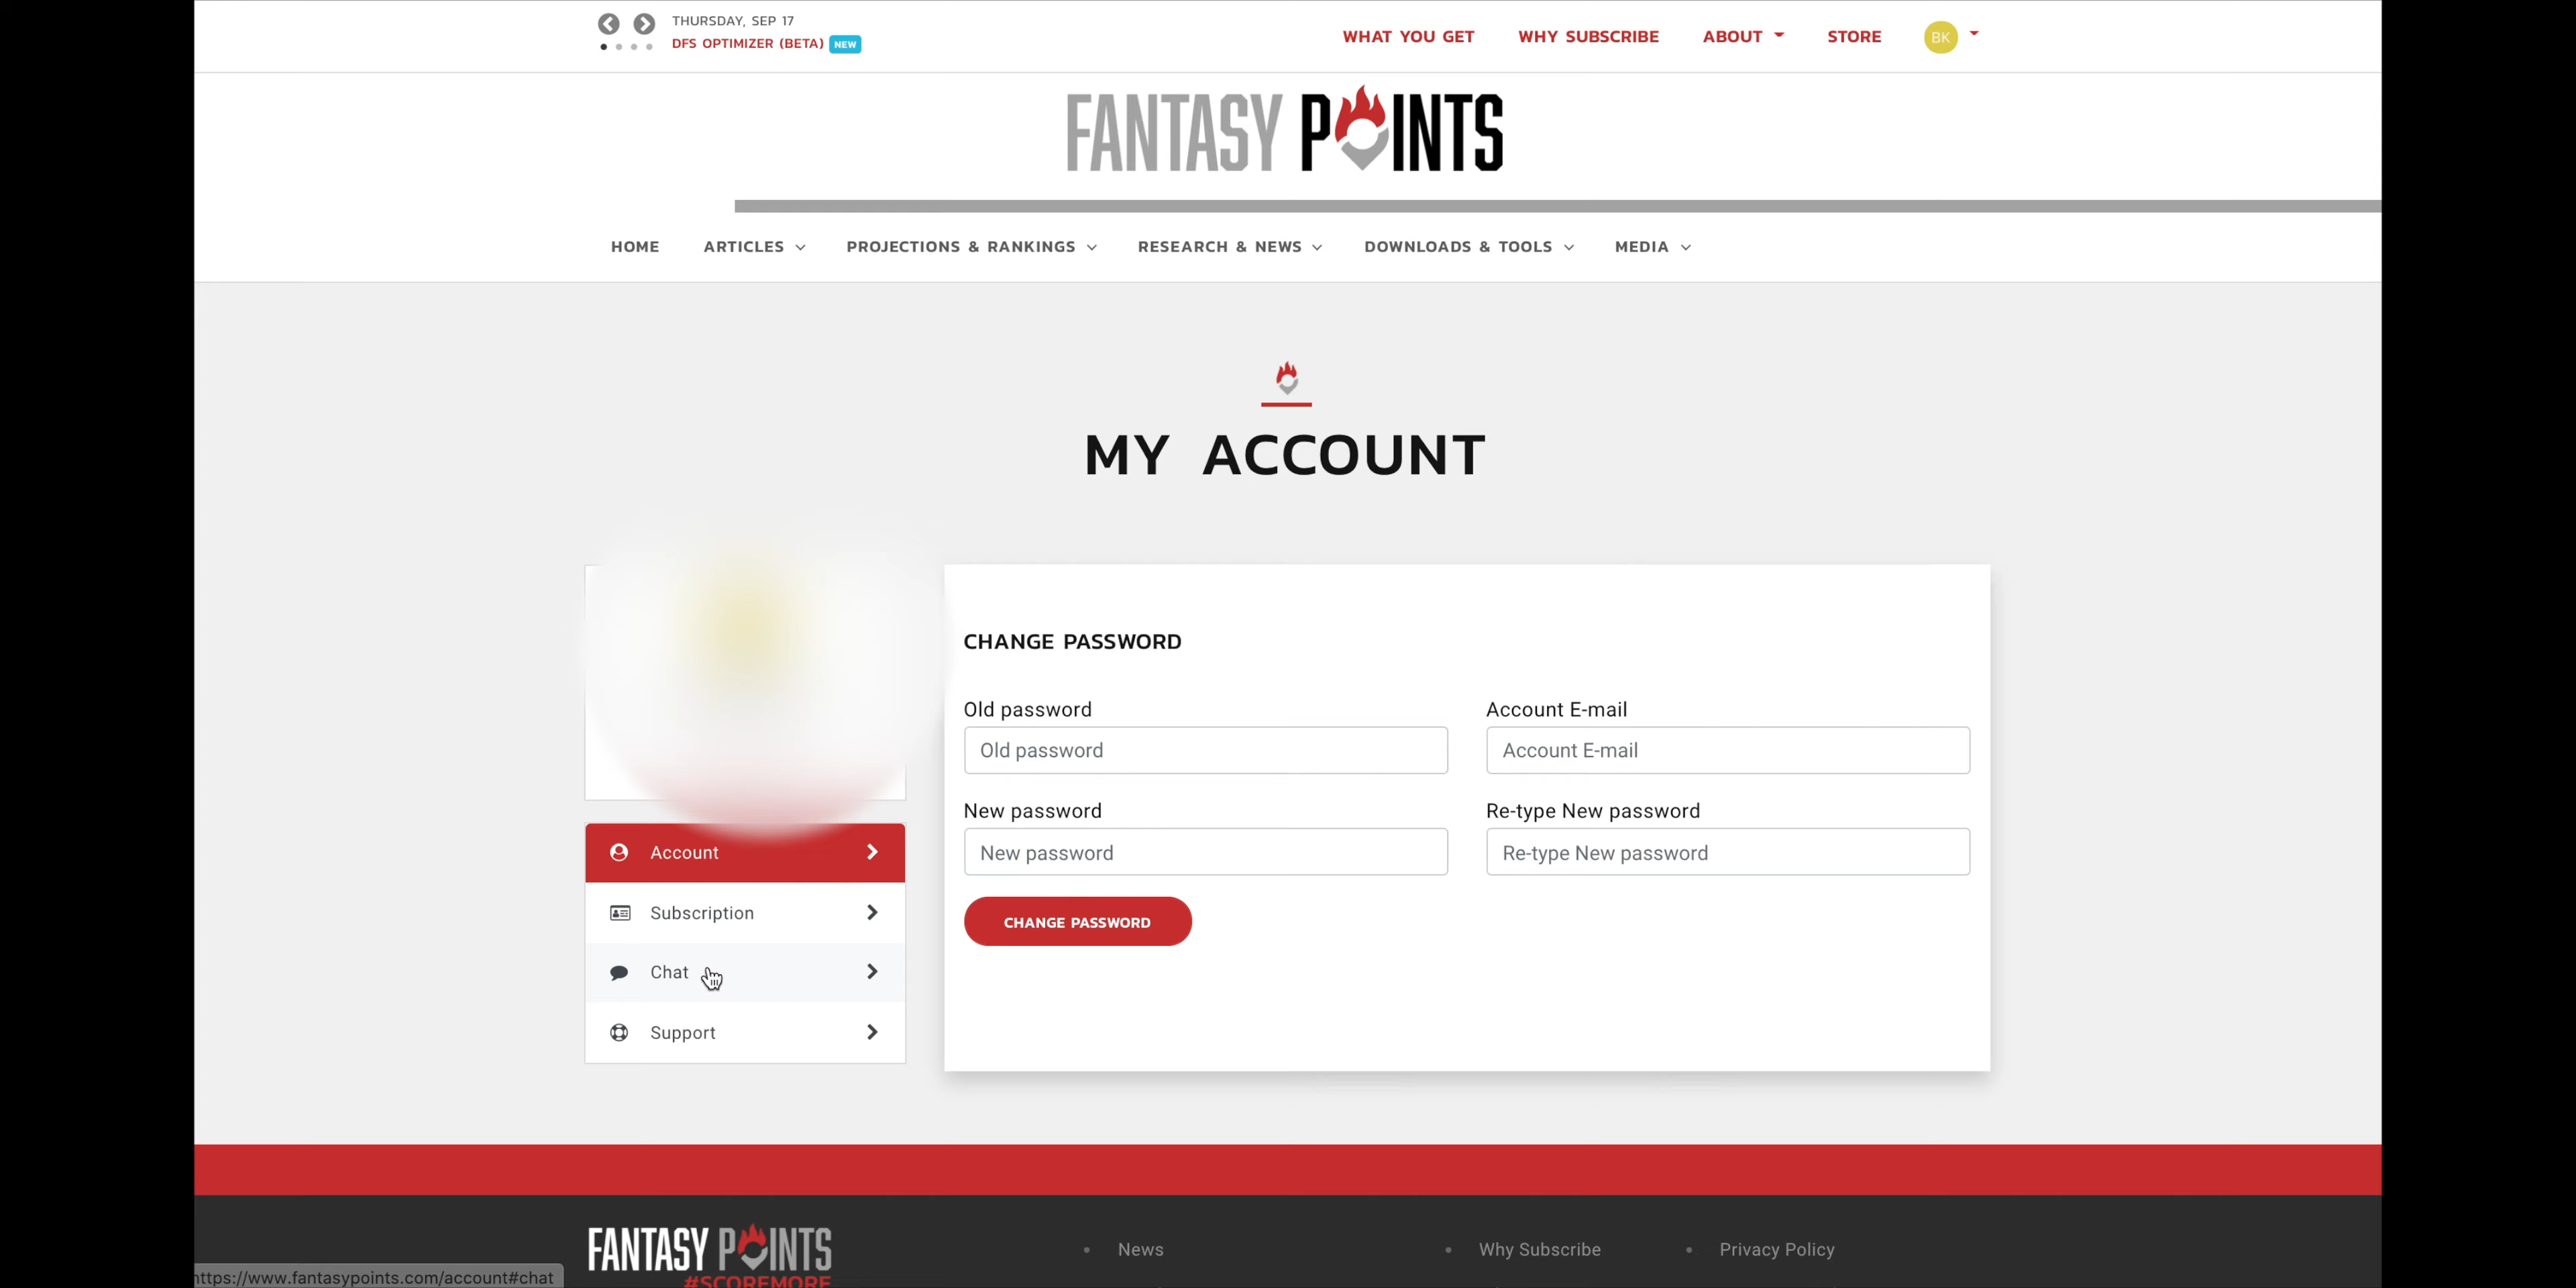 THURSDAY, SEP 17
DFS OPTIMIZER (BETA) NEW
WHAT YOU GET WHY SUBSCRIBE ABOUT STORE BK
FANTASY POINTS
HOME ARTICLES PROJECTIONS & RANKINGS RESEARCH & NEWS DOWNLOADS & TOOLS MEDIA
MY ACCOUNT
Account
Subscription
Chat
Support
CHANGE PASSWORD
Old password Account E-mail
Old password Account E-mail
New password Re-type New password
New password Re-type New password
CHANGE PASSWORD
FANTASY POINTS
#SCOREMORE
News Why Subscribe Privacy Policy
https://www.fantasypoints.com/account#chat